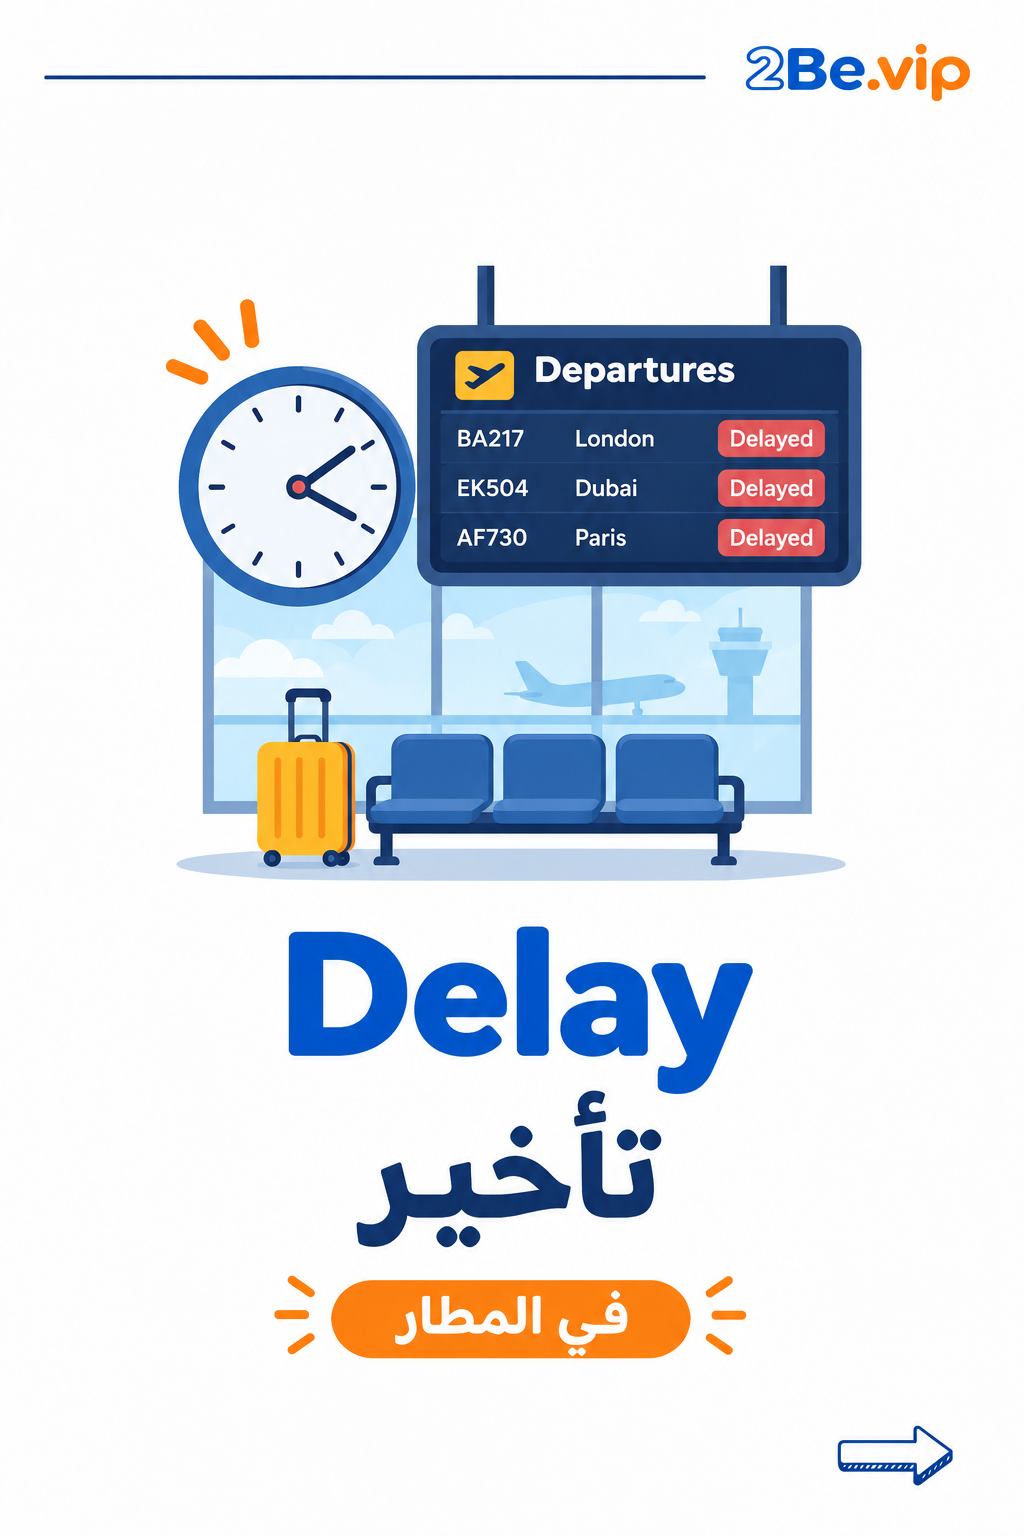 2Be.vip
Departures
BA217 London Delayed
EK504 Dubai Delayed
AF730 Paris Delayed
Delay
تأخير
في المطار